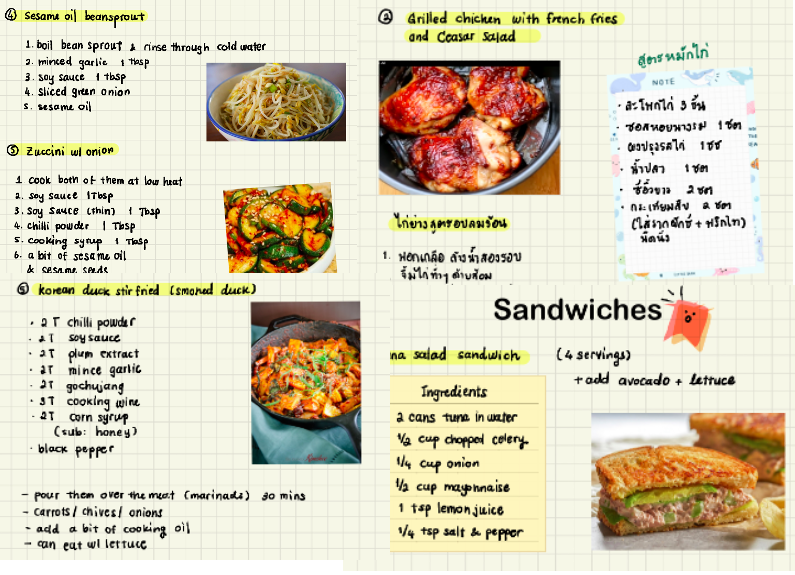 ④ Sesame oil beansprout
1. boil bean sprout & rinse through cold water
2. minced garlic 1 Tbsp
3. soy sauce 1 Tbsp
4. sliced green onion
5. sesame oil
⑤ Zuccini w/ onion
1 cook both of them at low heat
2. soy sauce 1Tbsp
3. Soy Sauce (thin) 1 Tbsp
4. chilli powder 1 Tbsp
5. cooking syrup 1 Tbsp
6. a bit of sesame oil
& sesame seeds
⑤ korean duck stir fried (smoked duck)
• 2 T chilli powder
• 2T soy sauce
• 2T plum extract
• 2T mince garlic
• 2T gochujang
• 3T cooking wine
• 2T corn syrup
(sub: honey)
• black pepper
- pour them over the meat (marinads) 30 mins
- carrots/ chives/ onions
- add a bit of cooking oil
- can eat w/ lettuce
② Grilled chicken with french fries
and Ceasar Salad
สูตรหมักไก่
NOTE
• สะโพกไก่ 3 ชิ้น
• ซอสหอยนางรม 1 ชต
• ผงปรุงรสไก่ 1 ชช
• น้ำปลา 1 ชต
• ซีอิ๊วขาว 2 ชต
• กระเทียมสับ 2 ชต
(ใส่รากผักชี + พริกไท)
นิดนึง
ไก่ย่างสูตรอบลมร้อน
1. ฟอกเกลือ ล้างน้ำสองรอบ
จิ้มไก่ทั่วๆ ด้วยส้อม
Sandwiches
na salad sandwich (4 servings)
+ add avocado + lettuce
Ingredients
2 cans tuna in water
1/2 cup chopped celery
1/4 cup onion
1/2 cup mayonnaise
1 tsp lemon juice
1/4 tsp salt & pepper